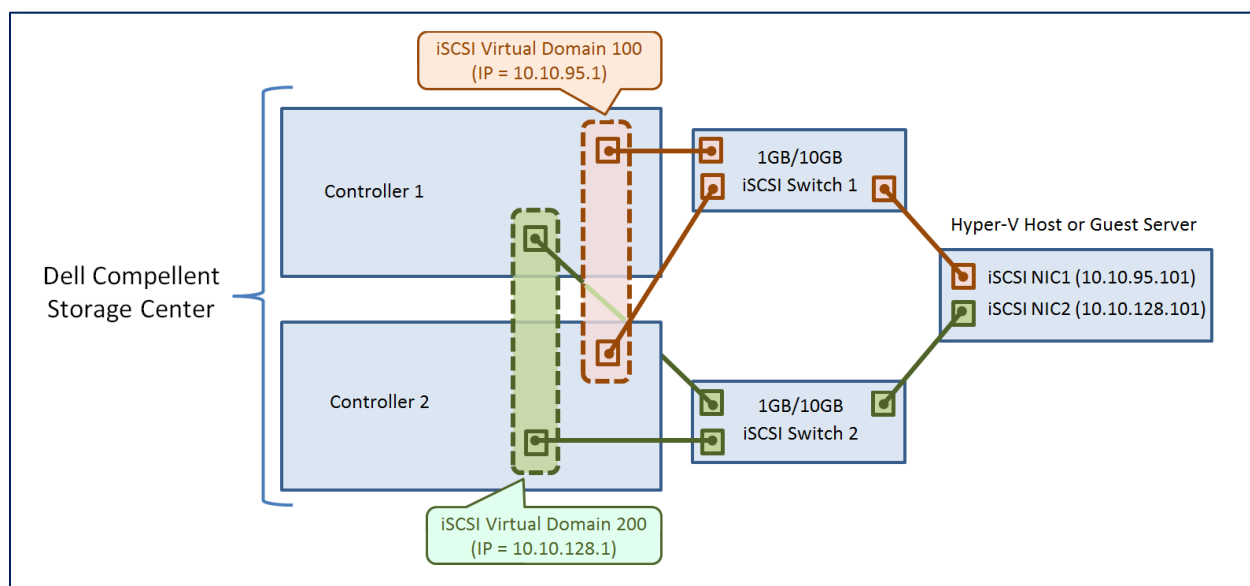 iSCSI Virtual Domain 100
(IP = 10.10.95.1)
Controller 1
1GB/10GB
iSCSI Switch 1
Hyper-V Host or Guest Server
iSCSI NIC1 (10.10.95.101)
iSCSI NIC2 (10.10.128.101)
Dell Compellent
Storage Center
Controller 2
1GB/10GB
iSCSI Switch 2
iSCSI Virtual Domain 200
(IP = 10.10.128.1)